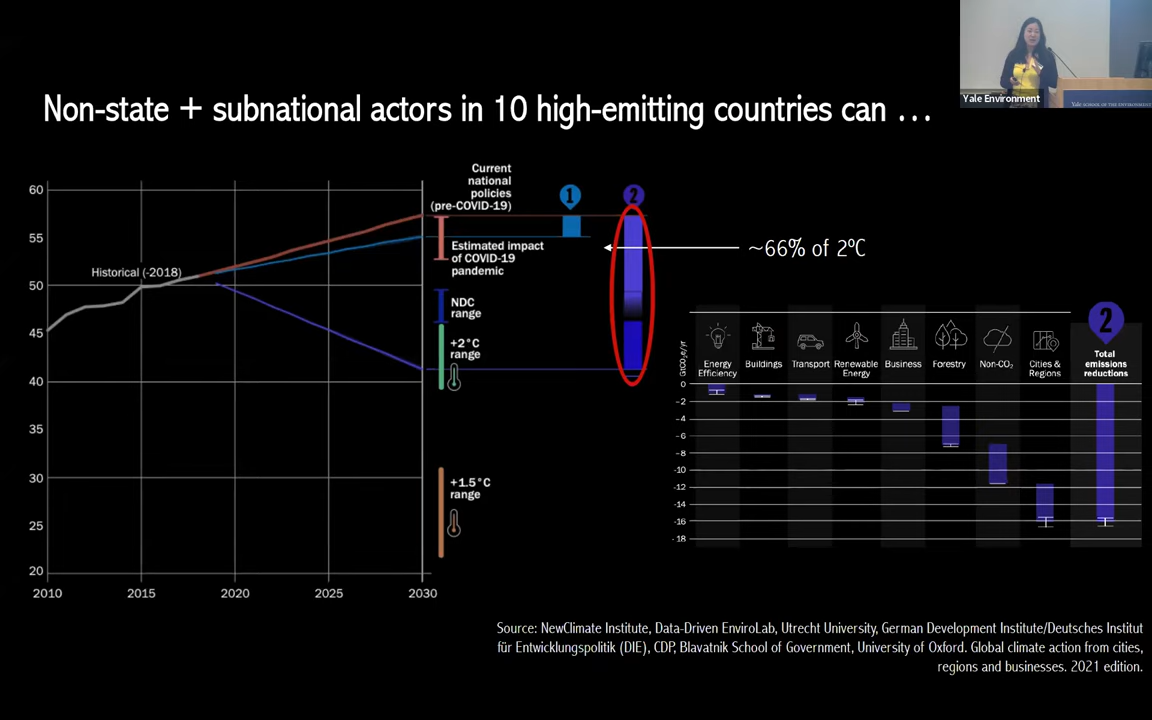 Yale Environment
YALE SCHOOL OF THE ENVIRONMENT
Non-state + subnational actors in 10 high-emitting countries can ...
60
55
50
45
40
35
30
25
20
2010
2015
2020
2025
2030
Historical (-2018)
Current
national
policies
(pre-COVID-19)
Estimated impact
of COVID-19
pandemic
NDC
range
+2°C
range
+1.5°C
range
1
2
~66% of 2ºC
GtCO₂e/yr
0
-2
-4
-6
-8
-10
-12
-14
-16
-18
Energy
Efficiency
Buildings
Transport
Renewable
Energy
Business
Forestry
Non-CO₂
Cities &
Regions
2
Total
emissions
reductions
Source: NewClimate Institute, Data-Driven EnviroLab, Utrecht University, German Development Institute/Deutsches Institut
für Entwicklungspolitik (DIE), CDP, Blavatnik School of Government, University of Oxford. Global climate action from cities,
regions and businesses. 2021 edition.